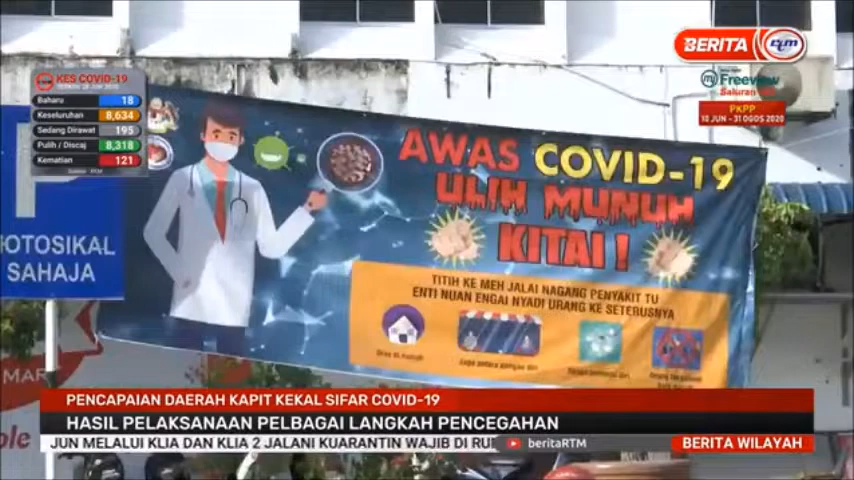 BERITA
Freeview
Saluran
PKPP
10 JUN - 31 OGOS 2020
KES COVID-19
Baharu 18
Keseluruhan 8,634
Sedang Dirawat 195
Pulih / Discaj 8,318
Kematian 121
AWAS COVID-19
ULIH MUNUH
KITAI !
TITIH KE MEH JALAI NAGANG PENYAKIT TU
ENTI NUAN ENGAI NYADI URANG KE SETERUSNYA
OTOSIKAL
SAHAJA
MAR
PENCAPAIAN DAERAH KAPIT KEKAL SIFAR COVID-19
HASIL PELAKSANAAN PELBAGAI LANGKAH PENCEGAHAN
JUN MELALUI KLIA DAN KLIA 2 JALANI KUARANTIN WAJIB DI RU
beritaRTM
BERITA WILAYAH